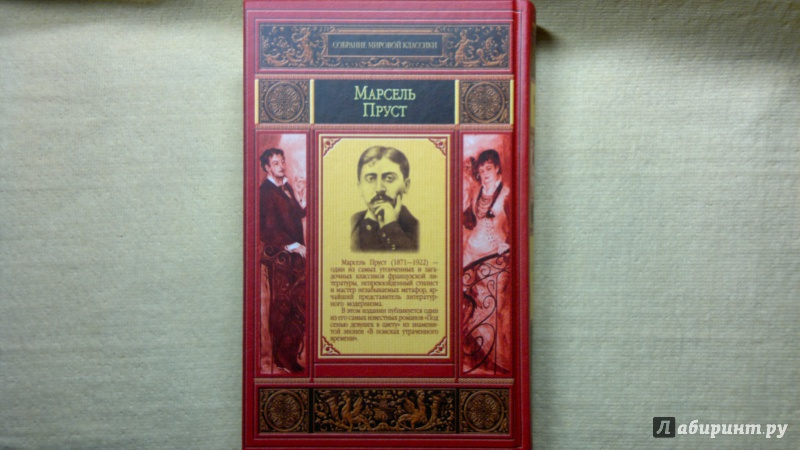 СОБРАНИЕ МИРОВОЙ КЛАССИКИ
МАРСЕЛЬ
ПРУСТ
Марсель Пруст (1871—1922) —
один из самых утонченных и зага-
дочных классиков французской ли-
тературы, непревзойденный стилист
и мастер незабываемых метафор, яр-
чайший представитель литератур-
ного модернизма.
В этом издании публикуется один
из его самых известных романов «Под
сенью девушек в цвету» из знамени-
той эпопеи «В поисках утраченного
времени».
Лабиринт.ру